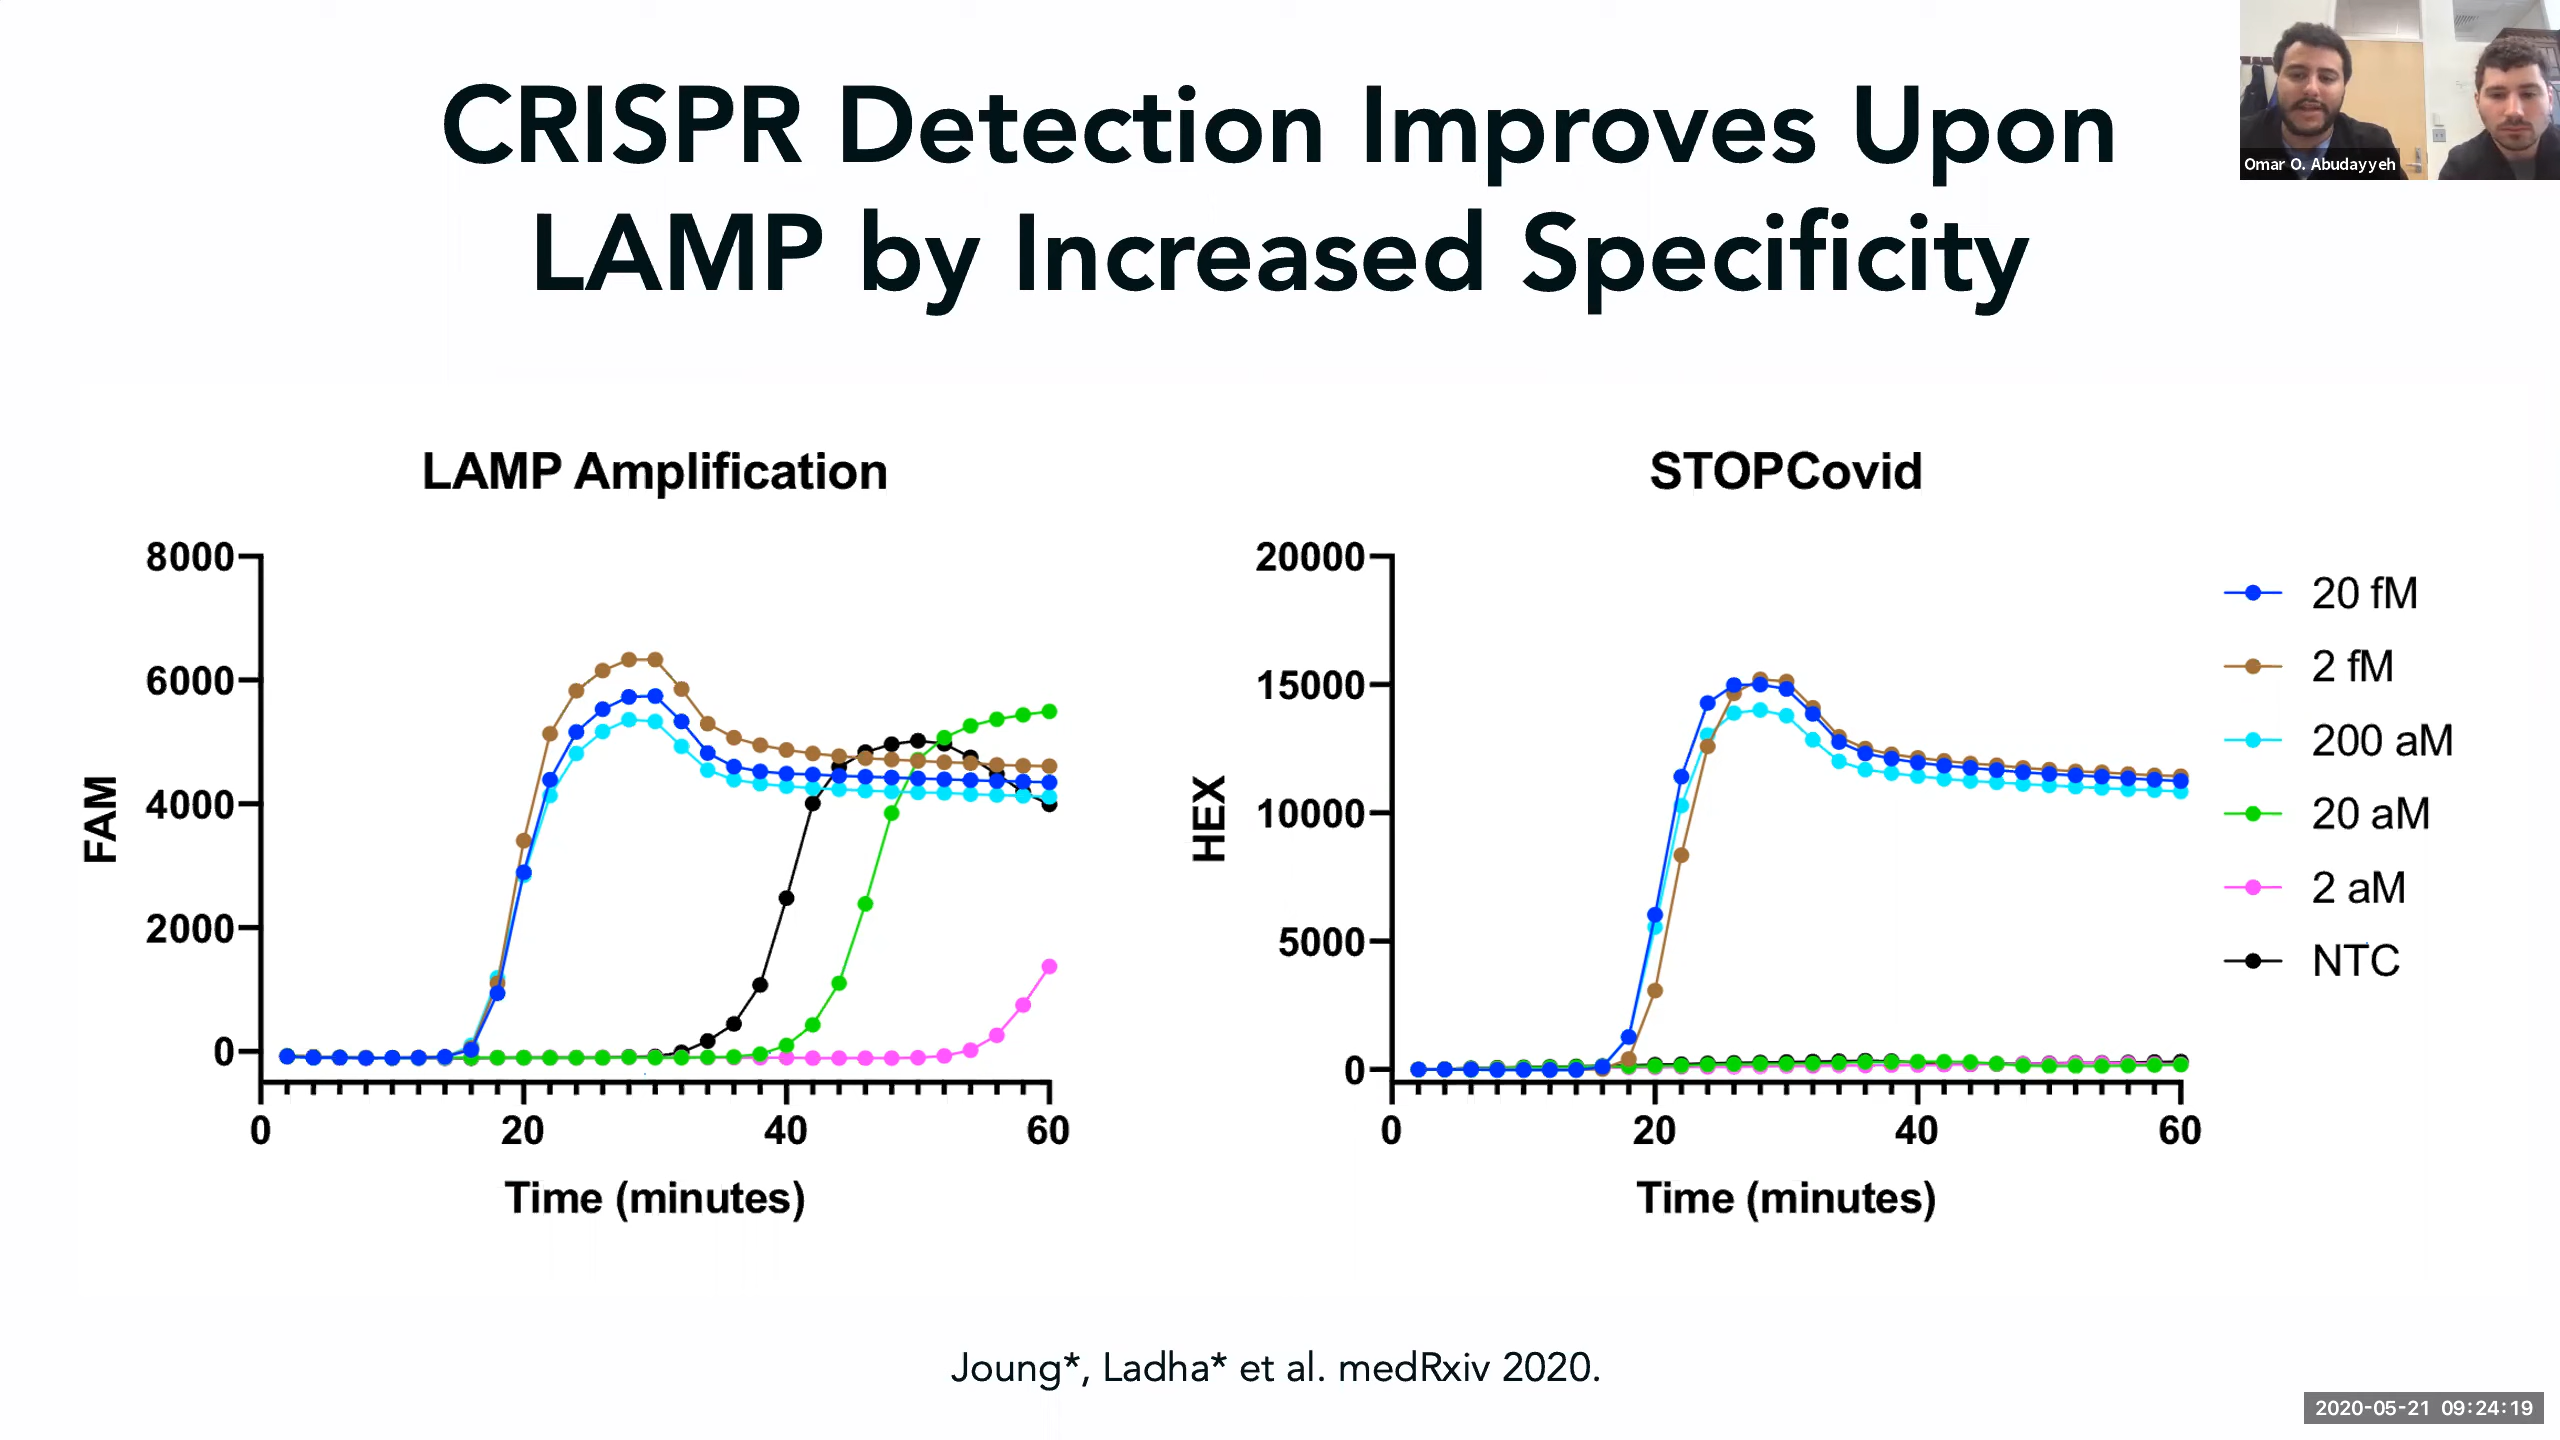 CRISPR Detection Improves Upon
LAMP by Increased Specificity
Omar O. Abudayyeh
LAMP Amplification
8000
6000
4000
2000
0
FAM
0 20 40 60
Time (minutes)
STOPCovid
20000
15000
10000
5000
0
HEX
0 20 40 60
Time (minutes)
20 fM
2 fM
200 aM
20 aM
2 aM
NTC
Joung*, Ladha* et al. medRxiv 2020.
2020-05-21 09:24:19